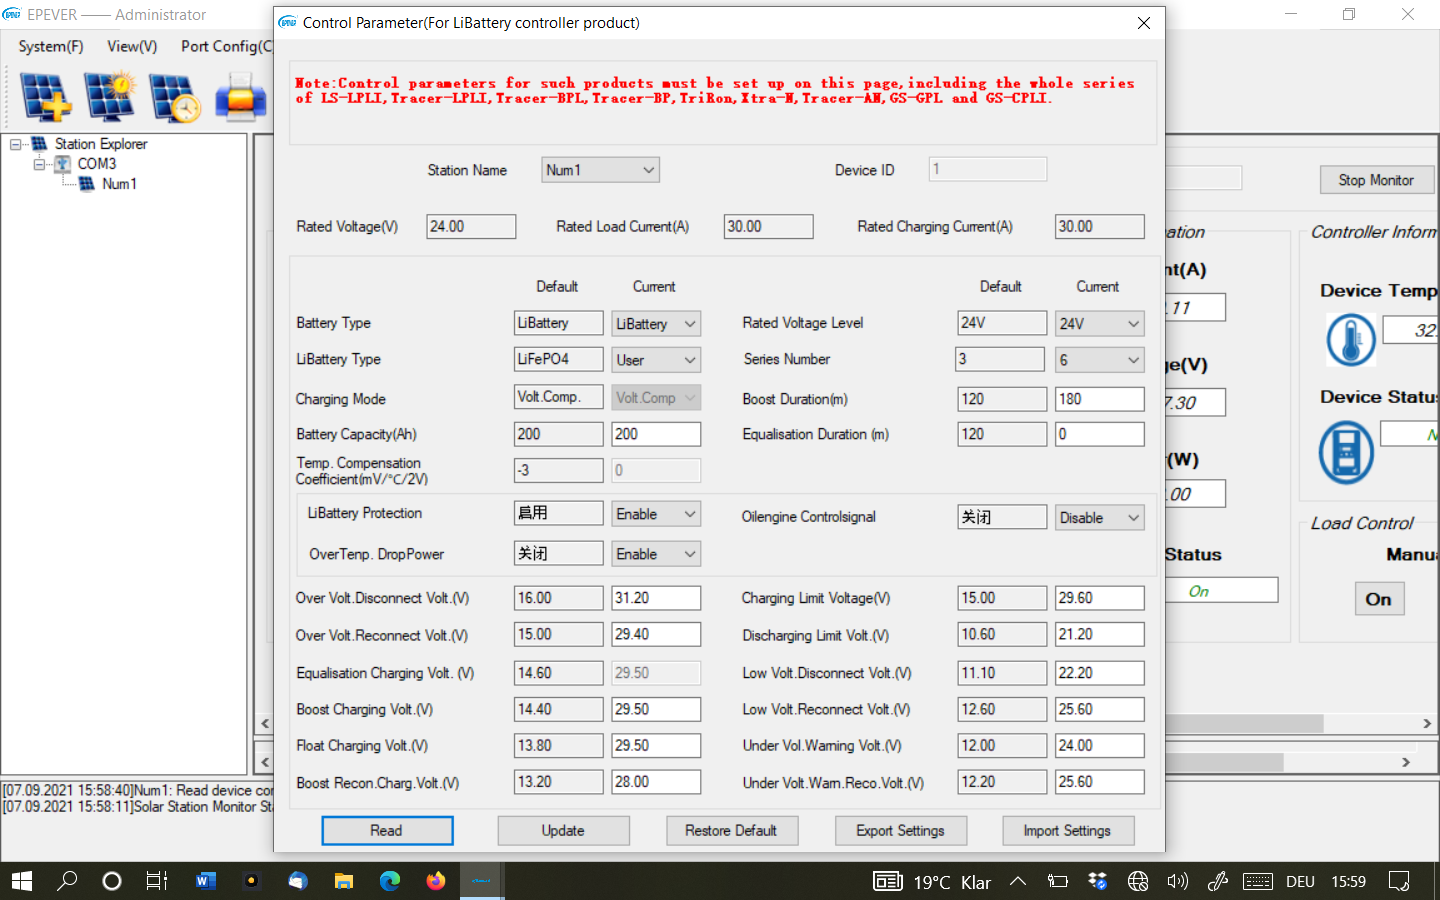 EPEVER —— Administrator
System(F) View(V) Port Config(C
Station Explorer
COM3
Num1
[07.09.2021 15:58:40]Num1: Read device cor
[07.09.2021 15:58:11]Solar Station Monitor St
EPEVER Control Parameter(For LiBattery controller product)
Note:Control parameters for such products must be set up on this page,including the whole series
of LS-LPLI,Tracer-LPLI,Tracer-BPL,Tracer-BP,TriRon,Xtra-N,Tracer-AN,GS-GPL and GS-CPLI.
Station Name Num1 Device ID 1
Rated Voltage(V) 24.00 Rated Load Current(A) 30.00 Rated Charging Current(A) 30.00
Default Current Default Current
Battery Type LiBattery LiBattery Rated Voltage Level 24V 24V
LiBattery Type LiFePO4 User Series Number 3 6
Charging Mode Volt.Comp. Volt.Comp Boost Duration(m) 120 180
Battery Capacity(Ah) 200 200 Equalisation Duration (m) 120 0
Temp. Compensation
Coefficient(mV/°C/2V) -3 0
LiBattery Protection 启用 Enable Oilengine Controlsignal 关闭 Disable
OverTenp. DropPower 关闭 Enable
Over Volt.Disconnect Volt.(V) 16.00 31.20 Charging Limit Voltage(V) 15.00 29.60
Over Volt.Reconnect Volt.(V) 15.00 29.40 Discharging Limit Volt.(V) 10.60 21.20
Equalisation Charging Volt. (V) 14.60 29.50 Low Volt.Disconnect Volt.(V) 11.10 22.20
Boost Charging Volt.(V) 14.40 29.50 Low Volt.Reconnect Volt.(V) 12.60 25.60
Float Charging Volt.(V) 13.80 29.50 Under Vol.Warning Volt.(V) 12.00 24.00
Boost Recon.Charg.Volt.(V) 13.20 28.00 Under Volt.Warn.Reco.Volt.(V) 12.20 25.60
Read Update Restore Default Export Settings Import Settings
Stop Monitor
ation Controller Inform
nt(A)
.11
Device Temp
32.
ge(V)
7.30
Device Status
N
(W)
.00
Load Control
Status Manua
On
On
19°C Klar DEU 15:59